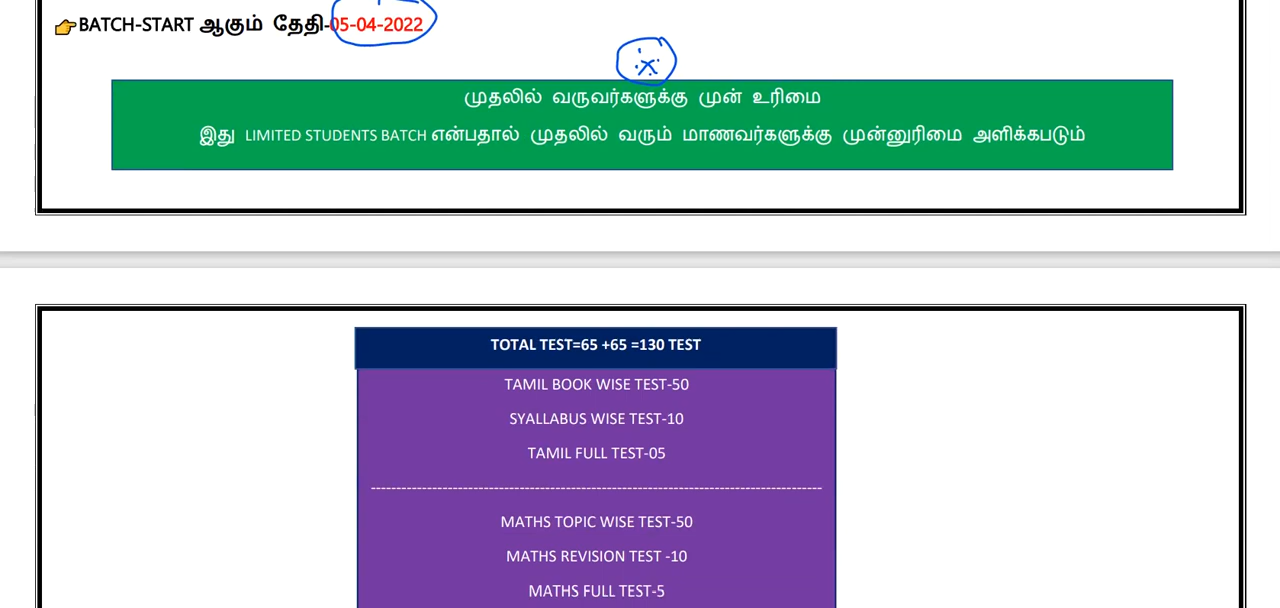 👉BATCH-START ஆகும் தேதி-05-04-2022
முதலில் வருவர்களுக்கு முன் உரிமை
இது LIMITED STUDENTS BATCH என்பதால் முதலில் வரும் மாணவர்களுக்கு முன்னுரிமை அளிக்கபடும்
TOTAL TEST=65 +65 =130 TEST
TAMIL BOOK WISE TEST-50
SYALLABUS WISE TEST-10
TAMIL FULL TEST-05
MATHS TOPIC WISE TEST-50
MATHS REVISION TEST -10
MATHS FULL TEST-5